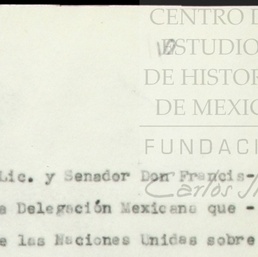 CENTRO D
ESTUDIO
DE HISTOR
DE MEXIC
FUNDACI
Carlos
Lic. y Senador Don Francis-
Delegación Mexicana que -
las Naciones Unidas sobre